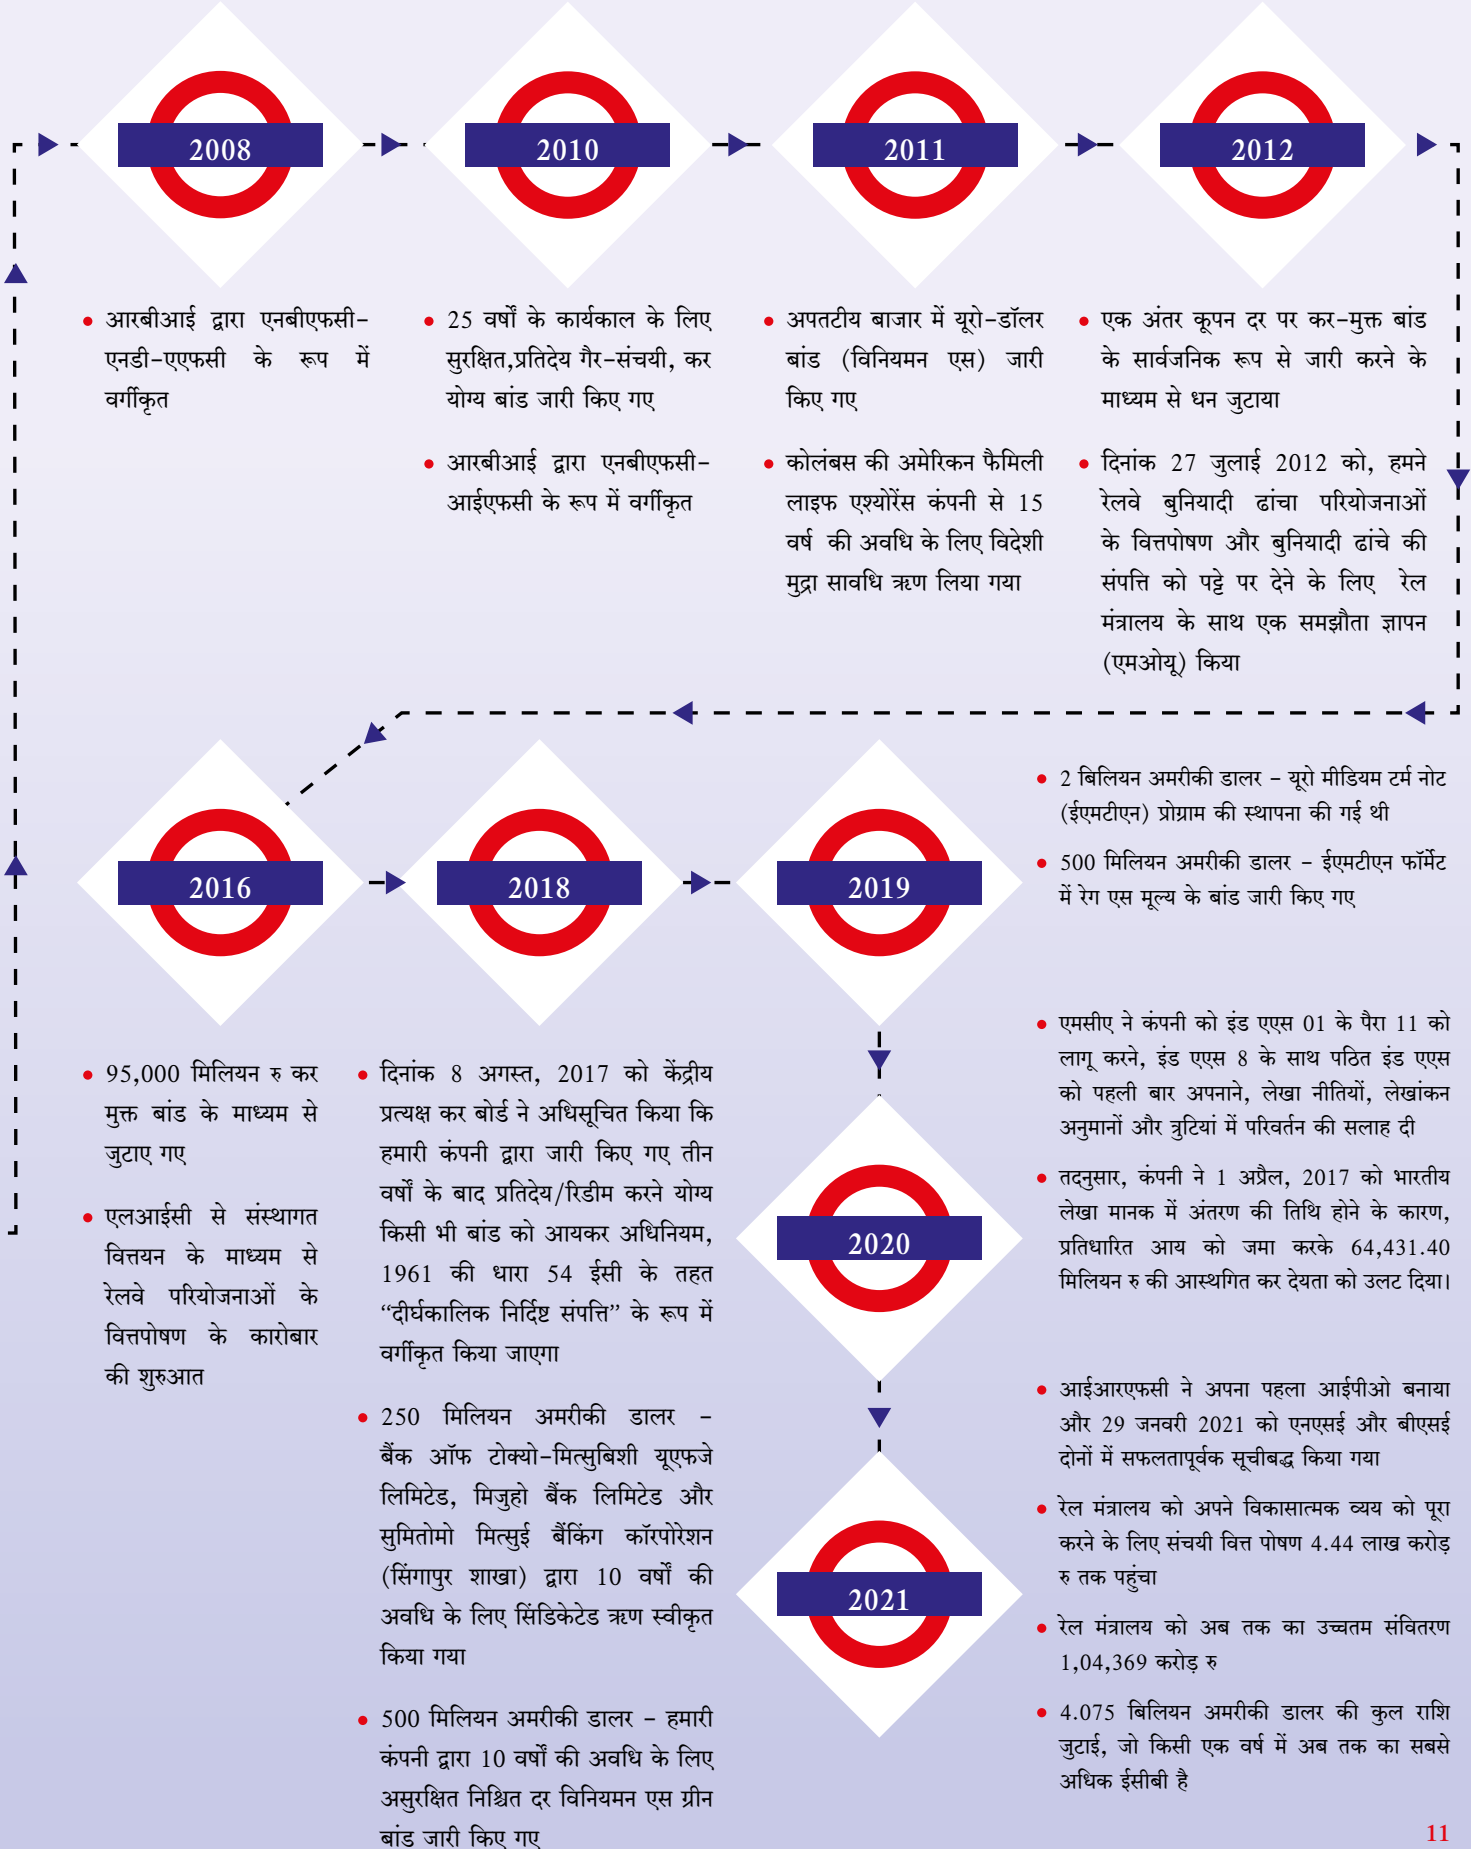 2008
आरबीआई द्वारा एनबीएफसी-
एनडी-एएफसी के रूप में
वर्गीकृत
2010
25 वर्षों के कार्यकाल के लिए
सुरक्षित,प्रतिदेय गैर-संचयी, कर
योग्य बांड जारी किए गए
आरबीआई द्वारा एनबीएफसी-
आईएफसी के रूप में वर्गीकृत
2011
अपतटीय बाजार में यूरो-डॉलर
बांड (विनियमन एस) जारी
किए गए
कोलंबस की अमेरिकन फैमिली
लाइफ एश्योरेंस कंपनी से 15
वर्ष की अवधि के लिए विदेशी
मुद्रा सावधि ऋण लिया गया
2012
एक अंतर कूपन दर पर कर-मुक्त बांड
के सार्वजनिक रूप से जारी करने के
माध्यम से धन जुटाया
दिनांक 27 जुलाई 2012 को, हमने
रेलवे बुनियादी ढांचा परियोजनाओं
के वित्तपोषण और बुनियादी ढांचे की
संपत्ति को पट्टे पर देने के लिए रेल
मंत्रालय के साथ एक समझौता ज्ञापन
(एमओयू) किया
2016
95,000 मिलियन रु कर
मुक्त बांड के माध्यम से
जुटाए गए
एलआईसी से संस्थागत
वित्तयन के माध्यम से
रेलवे परियोजनाओं के
वित्तपोषण के कारोबार
की शुरुआत
2018
दिनांक 8 अगस्त, 2017 को केंद्रीय
प्रत्यक्ष कर बोर्ड ने अधिसूचित किया कि
हमारी कंपनी द्वारा जारी किए गए तीन
वर्षों के बाद प्रतिदेय/रिडीम करने योग्य
किसी भी बांड को आयकर अधिनियम,
1961 की धारा 54 ईसी के तहत
“दीर्घकालिक निर्दिष्ट संपत्ति” के रूप में
वर्गीकृत किया जाएगा
250 मिलियन अमरीकी डालर -
बैंक ऑफ टोक्यो-मित्सुबिशी यूएफजे
लिमिटेड, मिजुहो बैंक लिमिटेड और
सुमितोमो मित्सुई बैंकिंग कॉरपोरेशन
(सिंगापुर शाखा) द्वारा 10 वर्षों की
अवधि के लिए सिंडिकेटेड ऋण स्वीकृत
किया गया
500 मिलियन अमरीकी डालर - हमारी
कंपनी द्वारा 10 वर्षों की अवधि के लिए
असुरक्षित निश्चित दर विनियमन एस ग्रीन
बांड जारी किए गए
2019
2 बिलियन अमरीकी डालर - यूरो मीडियम टर्म नोट
(ईएमटीएन) प्रोग्राम की स्थापना की गई थी
500 मिलियन अमरीकी डालर - ईएमटीएन फॉर्मेट
में रेग एस मूल्य के बांड जारी किए गए
2020
एमसीए ने कंपनी को इंड एएस 01 के पैरा 11 को
लागू करने, इंड एएस 8 के साथ पठित इंड एएस
को पहली बार अपनाने, लेखा नीतियों, लेखांकन
अनुमानों और त्रुटियां में परिवर्तन की सलाह दी
तदनुसार, कंपनी ने 1 अप्रैल, 2017 को भारतीय
लेखा मानक में अंतरण की तिथि होने के कारण,
प्रतिधारित आय को जमा करके 64,431.40
मिलियन रु की आस्थगित कर देयता को उलट दिया।
2021
आईआरएफसी ने अपना पहला आईपीओ बनाया
और 29 जनवरी 2021 को एनएसई और बीएसई
दोनों में सफलतापूर्वक सूचीबद्ध किया गया
रेल मंत्रालय को अपने विकासात्मक व्यय को पूरा
करने के लिए संचयी वित्त पोषण 4.44 लाख करोड़
रु तक पहुंचा
रेल मंत्रालय को अब तक का उच्चतम संवितरण
1,04,369 करोड़ रु
4.075 बिलियन अमरीकी डालर की कुल राशि
जुटाई, जो किसी एक वर्ष में अब तक का सबसे
अधिक ईसीबी है
11